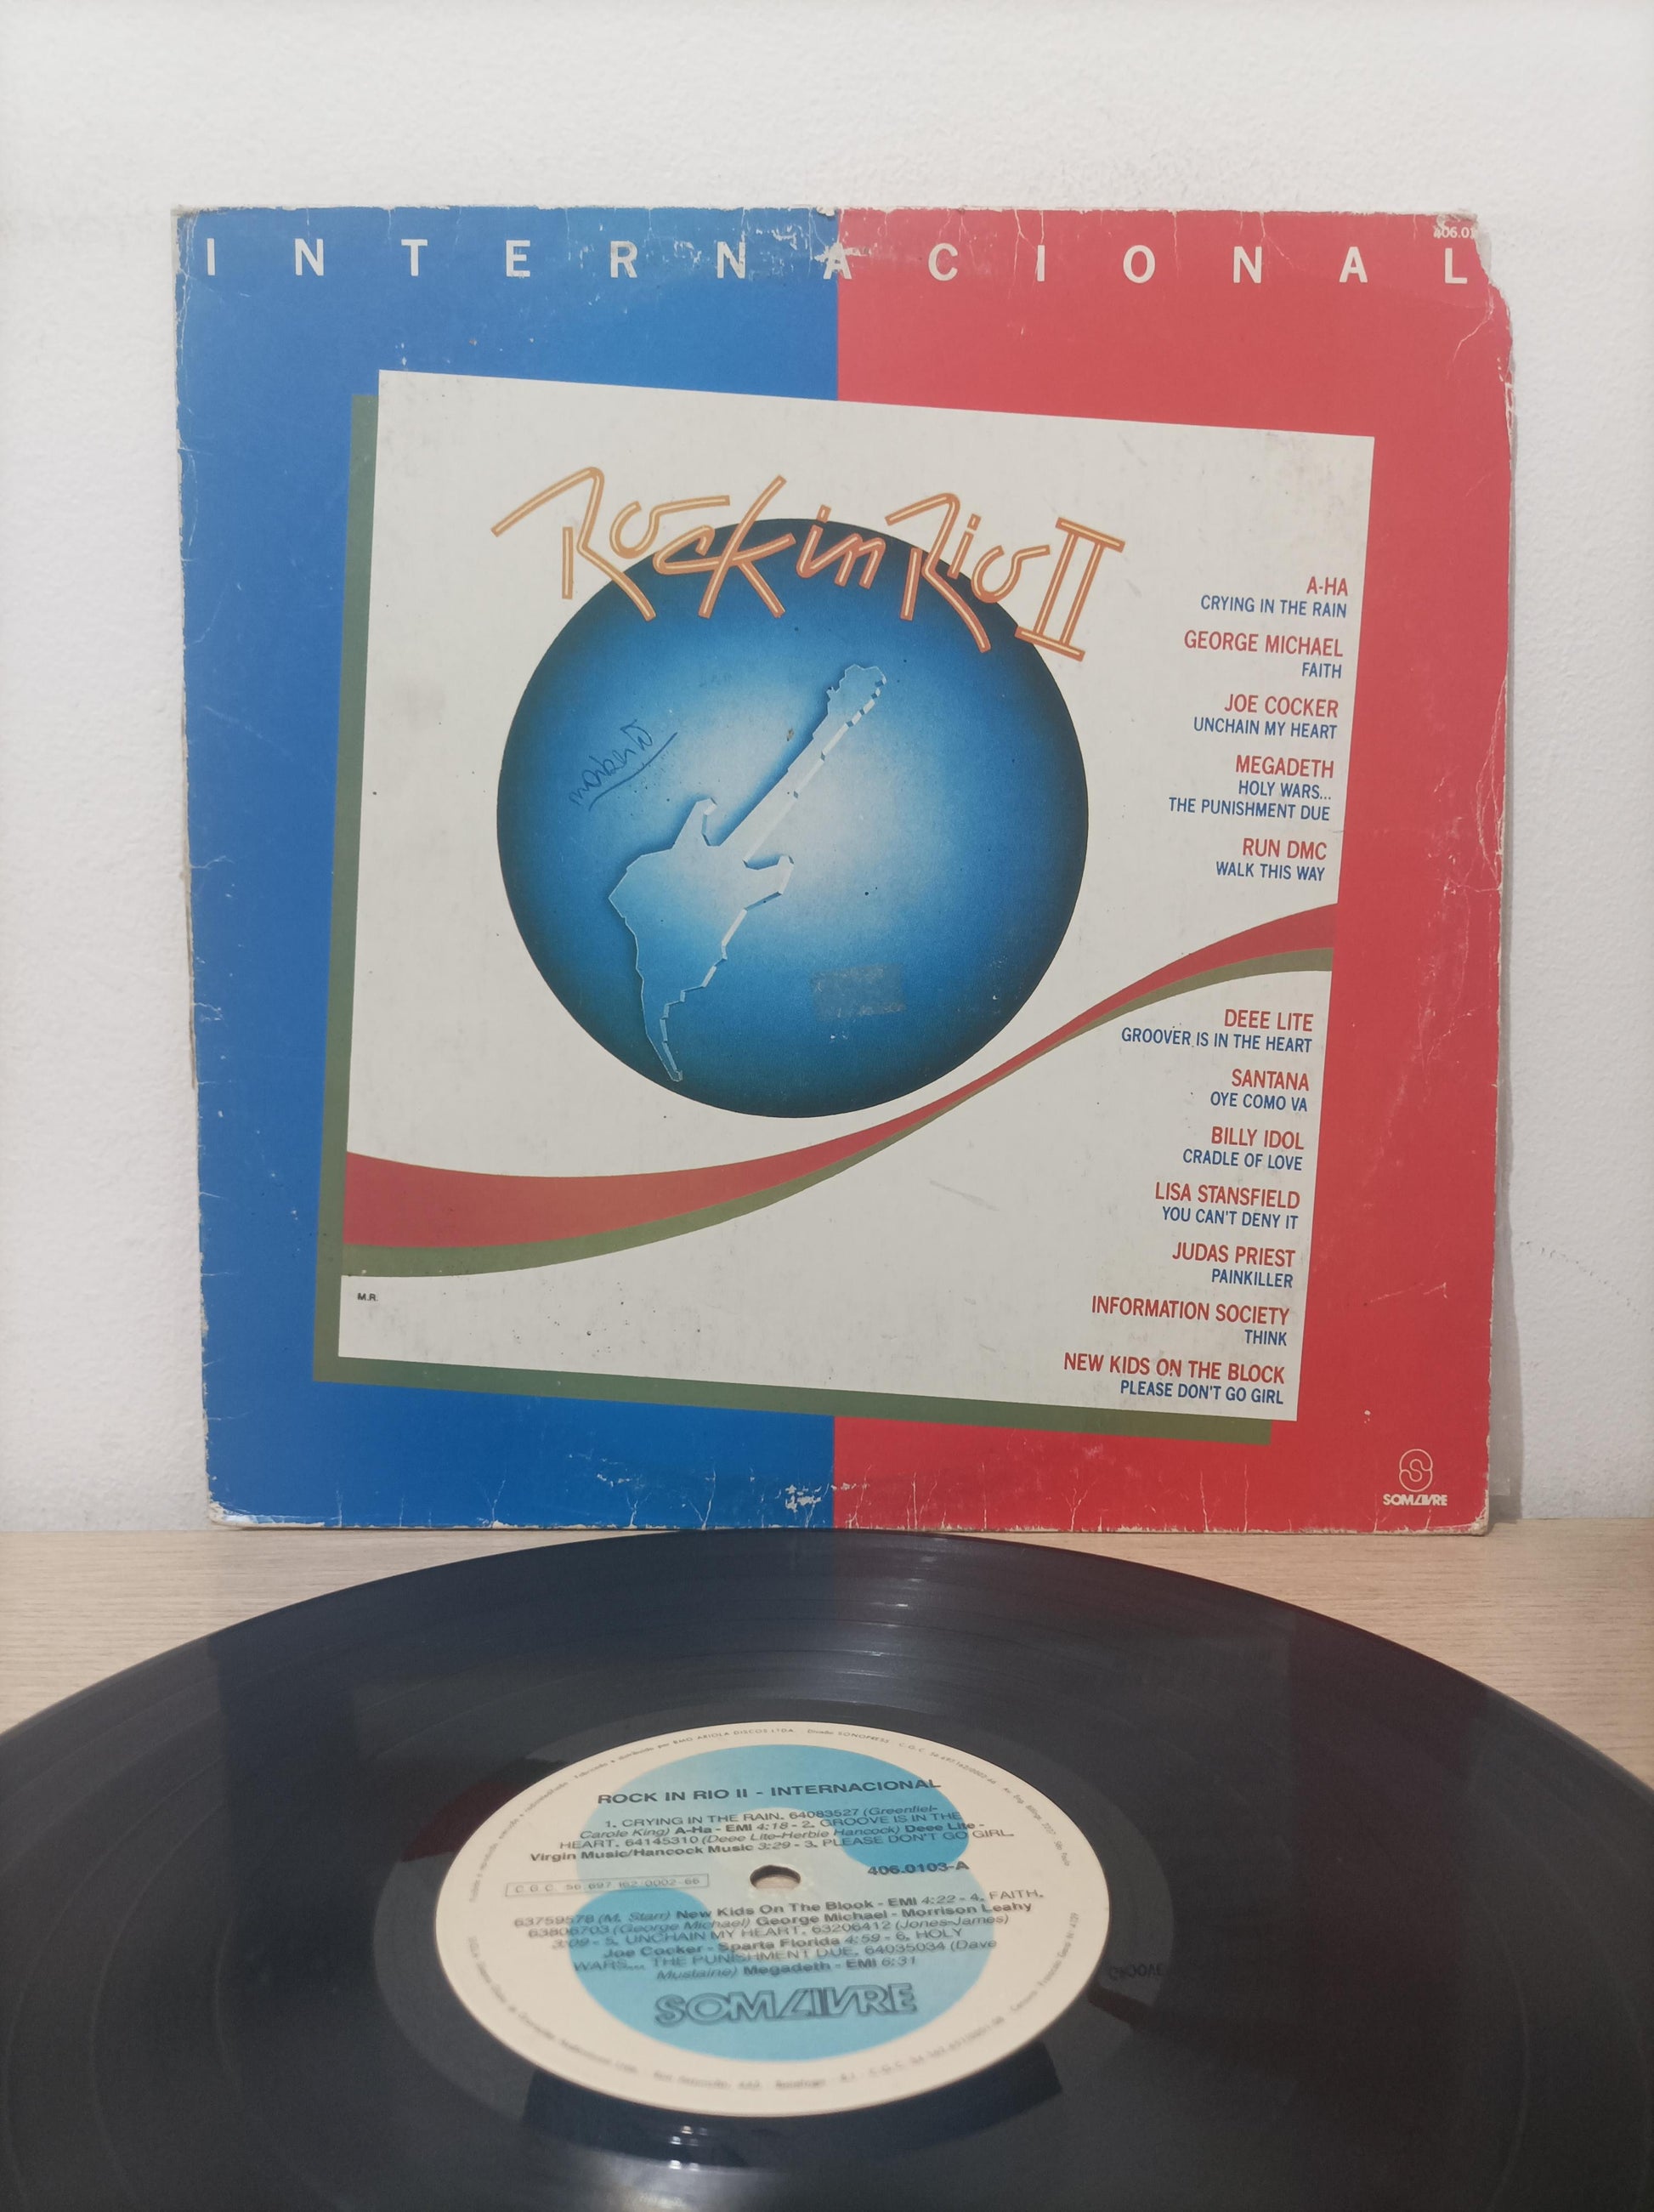 INTERNACIONAL
Rock in Rio II
A-HA
CRYING IN THE RAIN
GEORGE MICHAEL
FAITH
JOE COCKER
UNCHAIN MY HEART
MEGADETH
HOLY WARS...
THE PUNISHMENT DUE
RUN DMC
WALK THIS WAY
DEEE LITE
GROOVER IS IN THE HEART
SANTANA
OYE COMO VA
BILLY IDOL
CRADLE OF LOVE
LISA STANSFIELD
YOU CAN'T DENY IT
JUDAS PRIEST
PAINKILLER
INFORMATION SOCIETY
THINK
NEW KIDS ON THE BLOCK
PLEASE DON'T GO GIRL
M.R.
SOM LIVRE
ROCK IN RIO II - INTERNACIONAL
1. CRYING IN THE RAIN. 64083527 (Greenfiel-
Carole King) A-Ha - EMI 4:18 - 2. GROOVE IS IN THE
HEART. 64145310 (Deee Lite-Herbie Hancock) Deee Lite -
Virgin Music/Hancock Music 3:29 - 3. PLEASE DON'T GO GIRL.
406.0103-A
C.G.C. 56 697 162 0002-66
63759578 (M. Starr) New Kids On The Blook - EMI 4:22 - 4. FAITH.
63806703 (George Michael) George Michael - Morrison Leahy
3:09 - 5. UNCHAIN MY HEART. 63206412 (Jones-James)
Joe Cocker - Sparta Florida 4:59 - 6. HOLY
WARS... THE PUNISHMENT DUE. 64035034 (Dave
Mustaine) Megadeth - EMI 6:31
SOM LIVRE